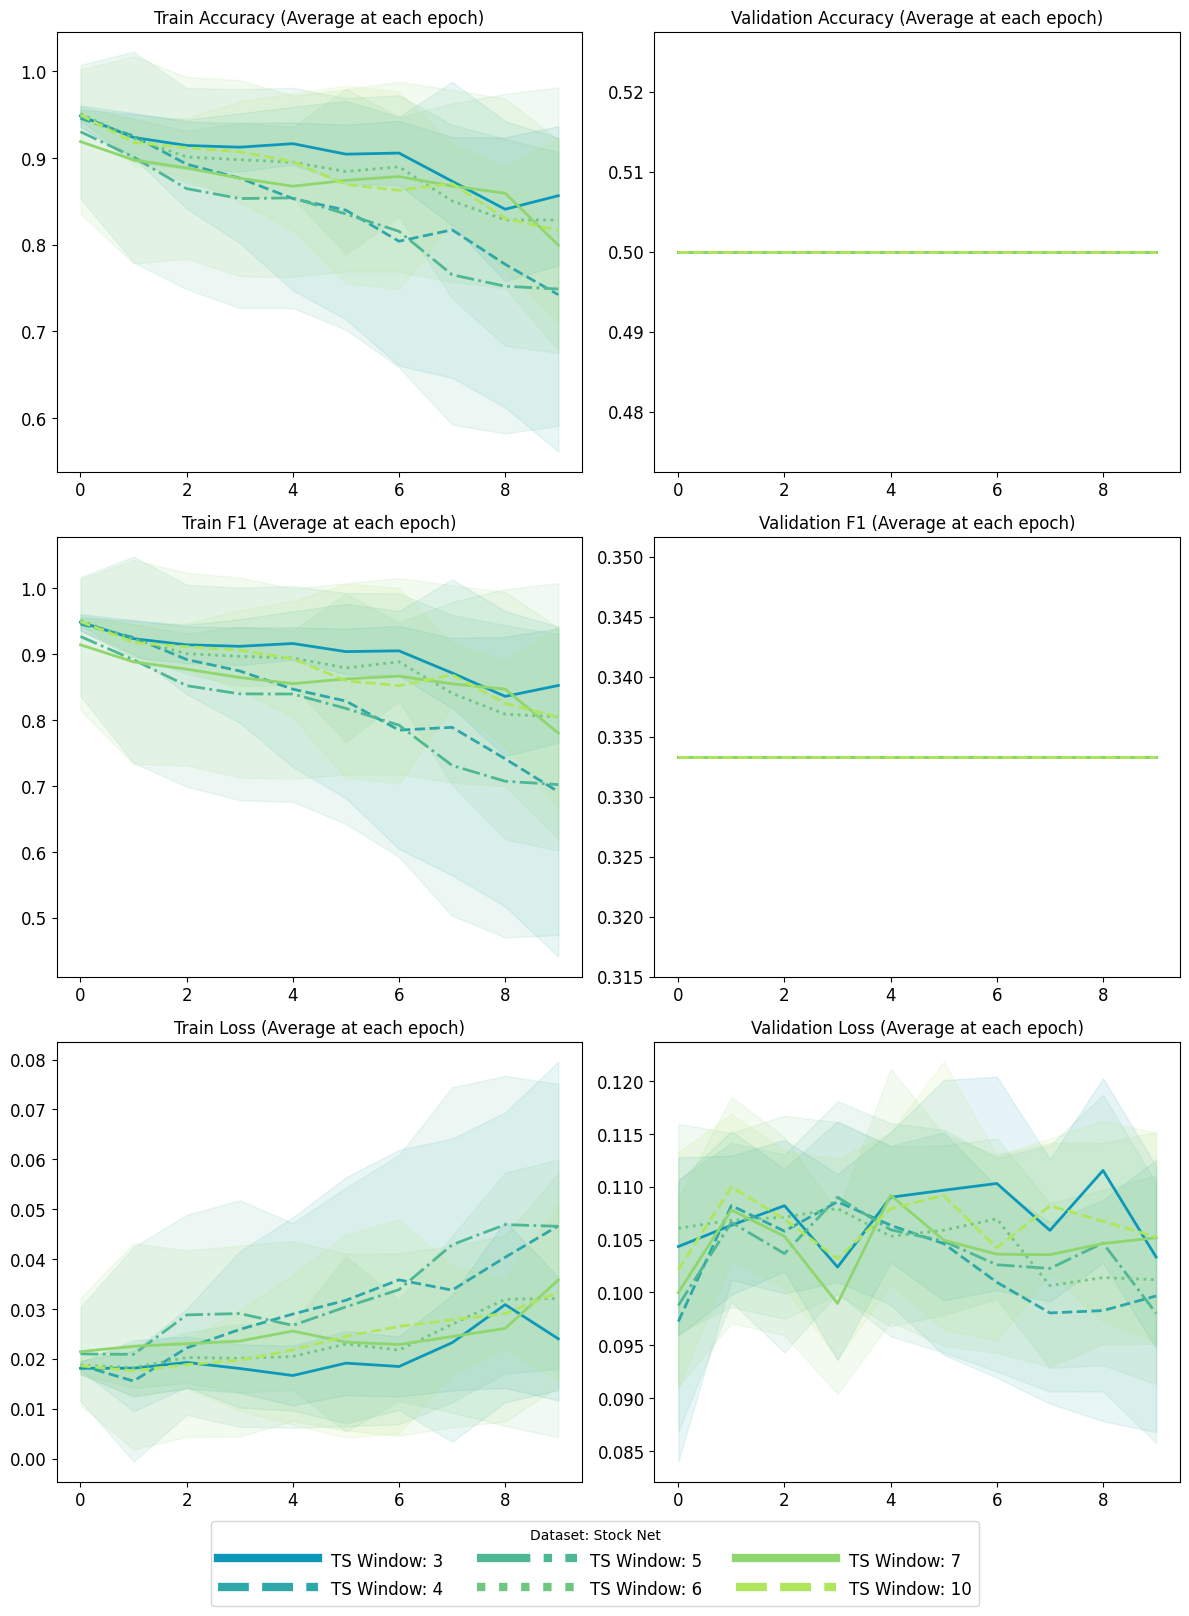 Train Accuracy (Average at each epoch)
1.0
0.9
0.8
0.7
0.6
0 2 4 6 8
Validation Accuracy (Average at each epoch)
0.52
0.51
0.50
0.49
0.48
0 2 4 6 8
Train F1 (Average at each epoch)
1.0
0.9
0.8
0.7
0.6
0.5
0 2 4 6 8
Validation F1 (Average at each epoch)
0.350
0.345
0.340
0.335
0.330
0.325
0.320
0.315
0 2 4 6 8
Train Loss (Average at each epoch)
0.08
0.07
0.06
0.05
0.04
0.03
0.02
0.01
0.00
0 2 4 6 8
Validation Loss (Average at each epoch)
0.120
0.115
0.110
0.105
0.100
0.095
0.090
0.085
0 2 4 6 8
Dataset: Stock Net
TS Window: 3
TS Window: 4
TS Window: 5
TS Window: 6
TS Window: 7
TS Window: 10